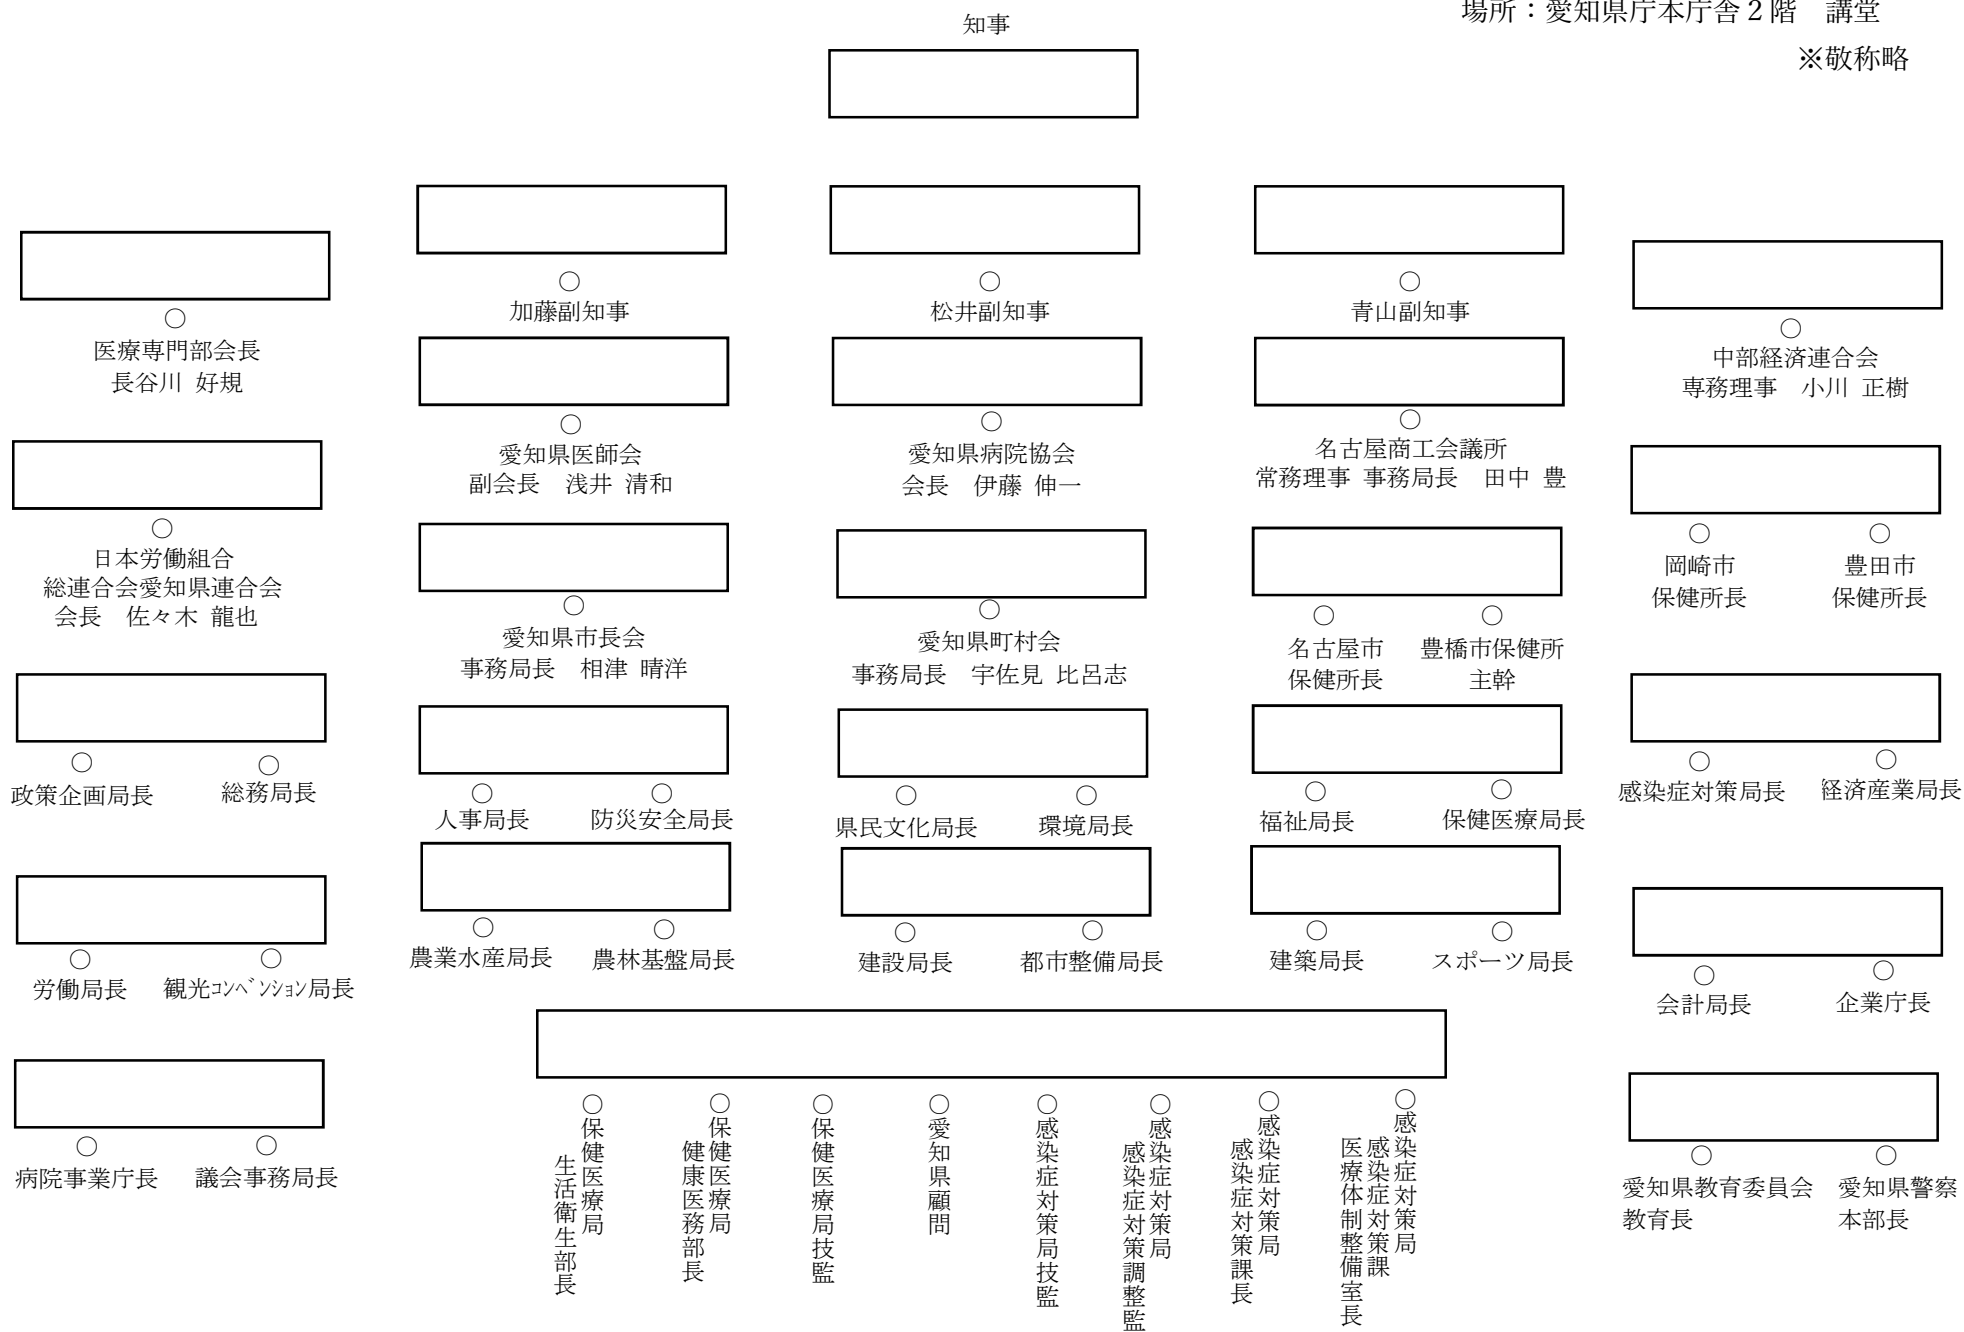 場所：愛知県庁本庁舎２階　講堂
※敬称略
知事
○
加藤副知事
○
松井副知事
○
青山副知事
○
医療専門部会長
長谷川 好規
○
中部経済連合会
専務理事　小川 正樹
○
愛知県医師会
副会長　浅井 清和
○
愛知県病院協会
会長　伊藤 伸一
○
名古屋商工会議所
常務理事 事務局長　田中 豊
○
日本労働組合
総連合会愛知県連合会
会長　佐々木 龍也
○
岡崎市
保健所長
○
豊田市
保健所長
○
愛知県市長会
事務局長　相津 晴洋
○
愛知県町村会
事務局長　宇佐見 比呂志
○
名古屋市
保健所長
○
豊橋市保健所
主幹
○
政策企画局長
○
総務局長
○
人事局長
○
防災安全局長
○
県民文化局長
○
環境局長
○
福祉局長
○
保健医療局長
○
感染症対策局長
○
経済産業局長
○
労働局長
○
観光ｺﾝﾍﾞﾝｼｮﾝ局長
○
農業水産局長
○
農林基盤局長
○
建設局長
○
都市整備局長
○
建築局長
○
スポーツ局長
○
会計局長
○
企業庁長
○
病院事業庁長
○
議会事務局長
○保健医療局
生活衛生部長
○保健医療局
健康医務部長
○保健医療局技監
○愛知県顧問
○感染症対策局技監
○感染症対策局
感染症対策調整監
○感染症対策局
感染症対策課長
○感染症対策局
感染症対策課
医療体制整備室長
○
愛知県教育委員会
教育長
○
愛知県警察
本部長